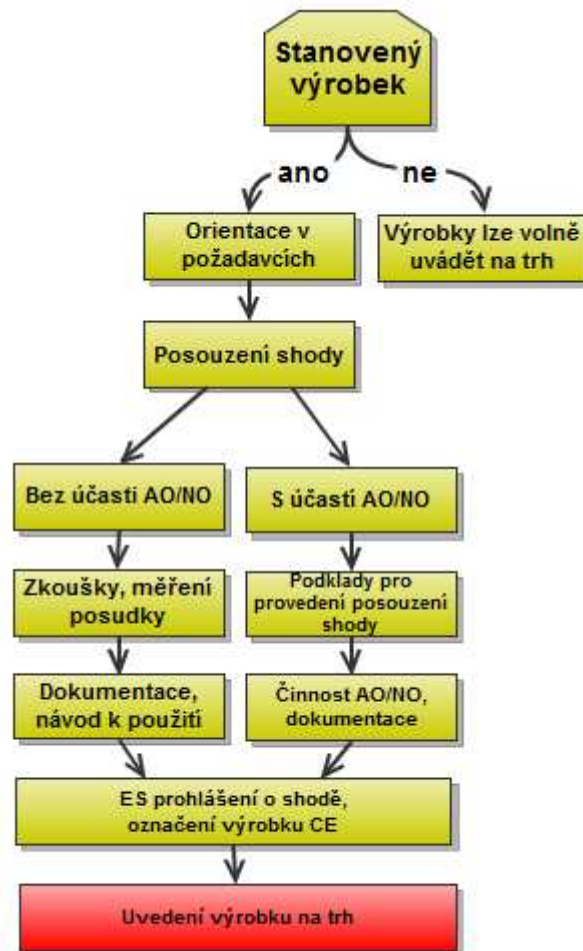 Stanovený
výrobek
ano
ne
Orientace v
požadavcích
Výrobky lze volně
uvádět na trh
Posouzení shody
Bez účasti AO/NO
S účastí AO/NO
Zkoušky, měření
posudky
Podklady pro
provedení posouzení
shody
Dokumentace,
návod k použití
Činnost AO/NO,
dokumentace
ES prohlášení o shodě,
označení výrobku CE
Uvedení výrobku na trh